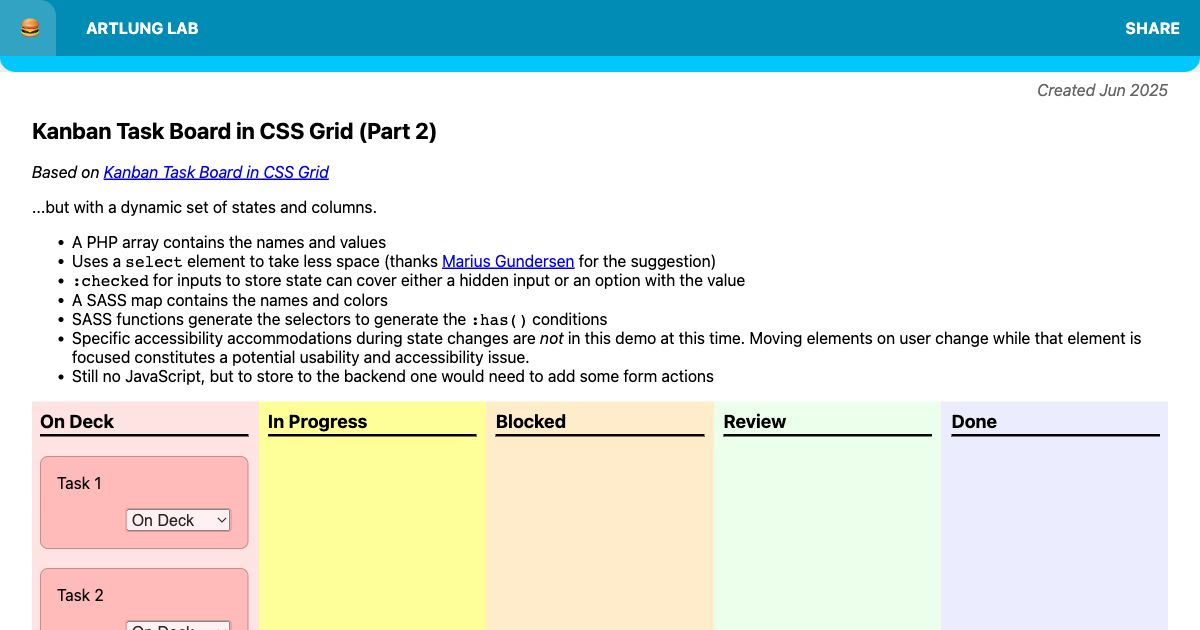 ARTLUNG LAB
SHARE
Created Jun 2025
Kanban Task Board in CSS Grid (Part 2)
Based on Kanban Task Board in CSS Grid
...but with a dynamic set of states and columns.
• A PHP array contains the names and values
• Uses a select element to take less space (thanks Marius Gundersen for the suggestion)
• :checked for inputs to store state can cover either a hidden input or an option with the value
• A SASS map contains the names and colors
• SASS functions generate the selectors to generate the :has() conditions
• Specific accessibility accommodations during state changes are not in this demo at this time. Moving elements on user change while that element is
focused constitutes a potential usability and accessibility issue.
• Still no JavaScript, but to store to the backend one would need to add some form actions
On Deck
In Progress
Blocked
Review
Done
Task 1
On Deck
Task 2
On Deck